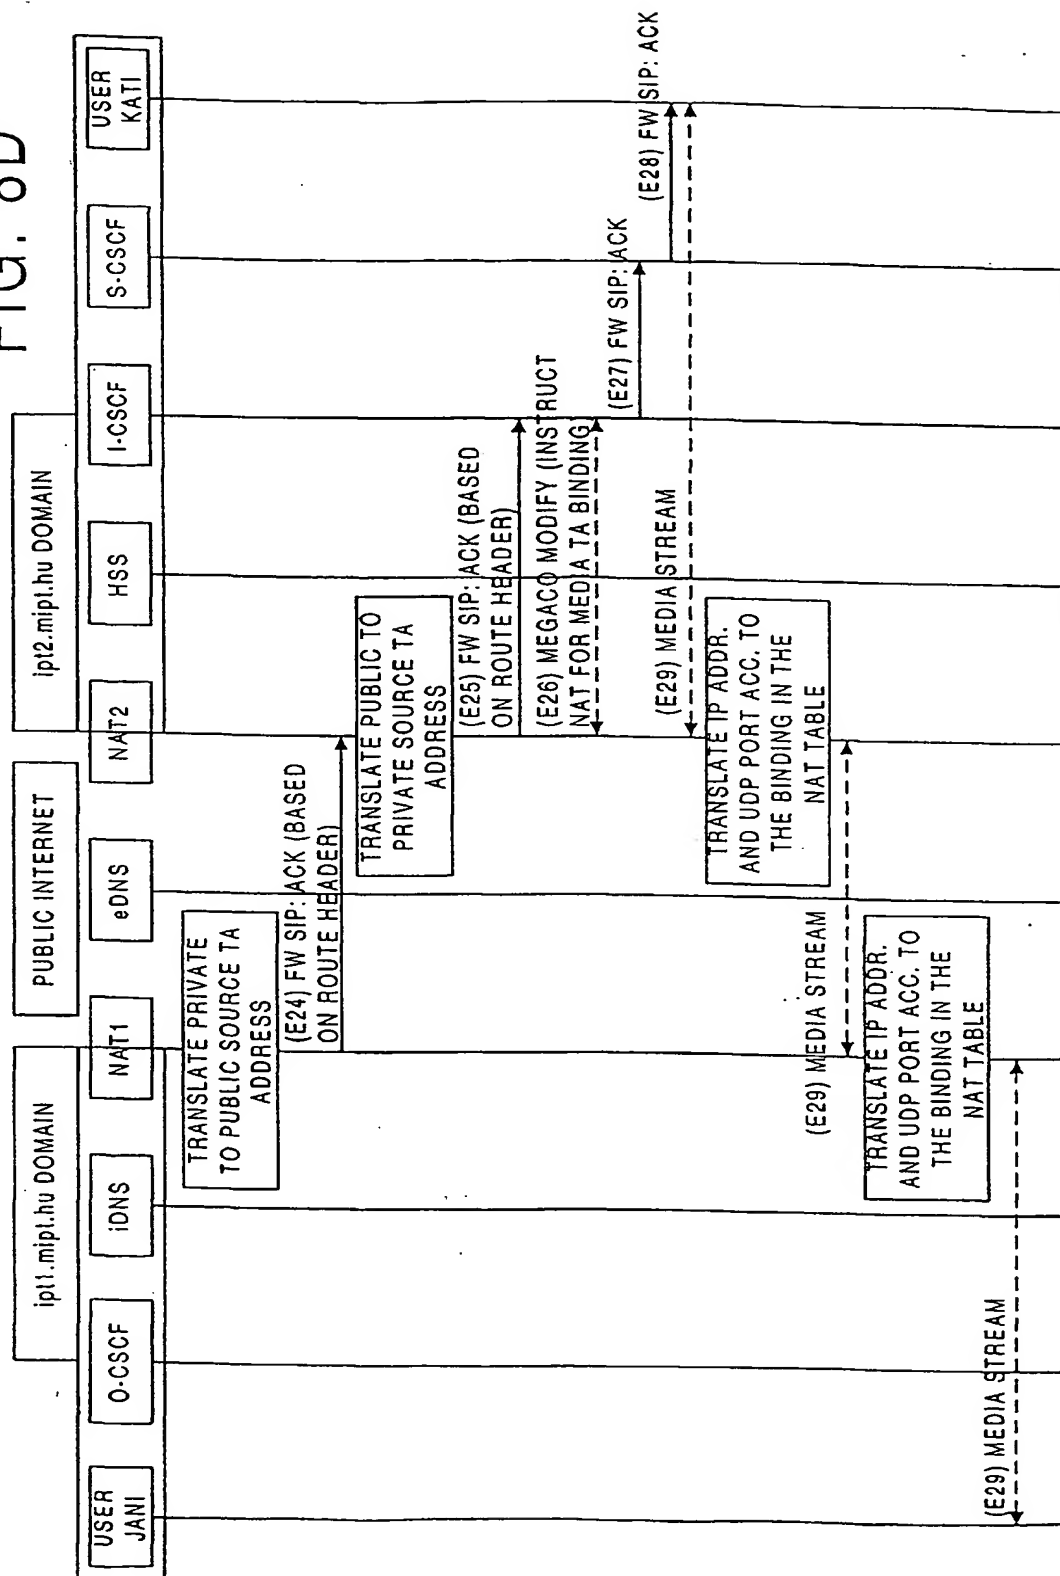 FIG.
ipt1.mipt.hu DOMAIN
PUBLIC INTERNET
ipt2.mipt.hu DOMAIN
USER
JANI
O-CSCF
iDNS
NAT1
eDNS
NAT2
HSS
I-CSCF
S-CSCF
USER
KATI
TRANSLATE PRIVATE
TO PUBLIC SOURCE TA
ADDRESS
(E24) FW SIP: ACK (BASED
ON ROUTE HEADER)
TRANSLATE PUBLIC TO
PRIVATE SOURCE TA
ADDRESS
(E25) FW SIP: ACK (BASED
ON ROUTE HEADER)
(E26) MEGACO MODIFY (INSTRUCT
NAT FOR MEDIA TA BINDING
(E27) FW SIP: ACK
(E28) FW SIP: ACK
(E29) MEDIA STREAM
TRANSLATE IP ADDR.
AND UDP PORT ACC. TO
THE BINDING IN THE
NAT TABLE
(E29) MEDIA STREAM
TRANSLATE IP ADDR.
AND UDP PORT ACC. TO
THE BINDING IN THE
NAT TABLE
(E29) MEDIA STREAM